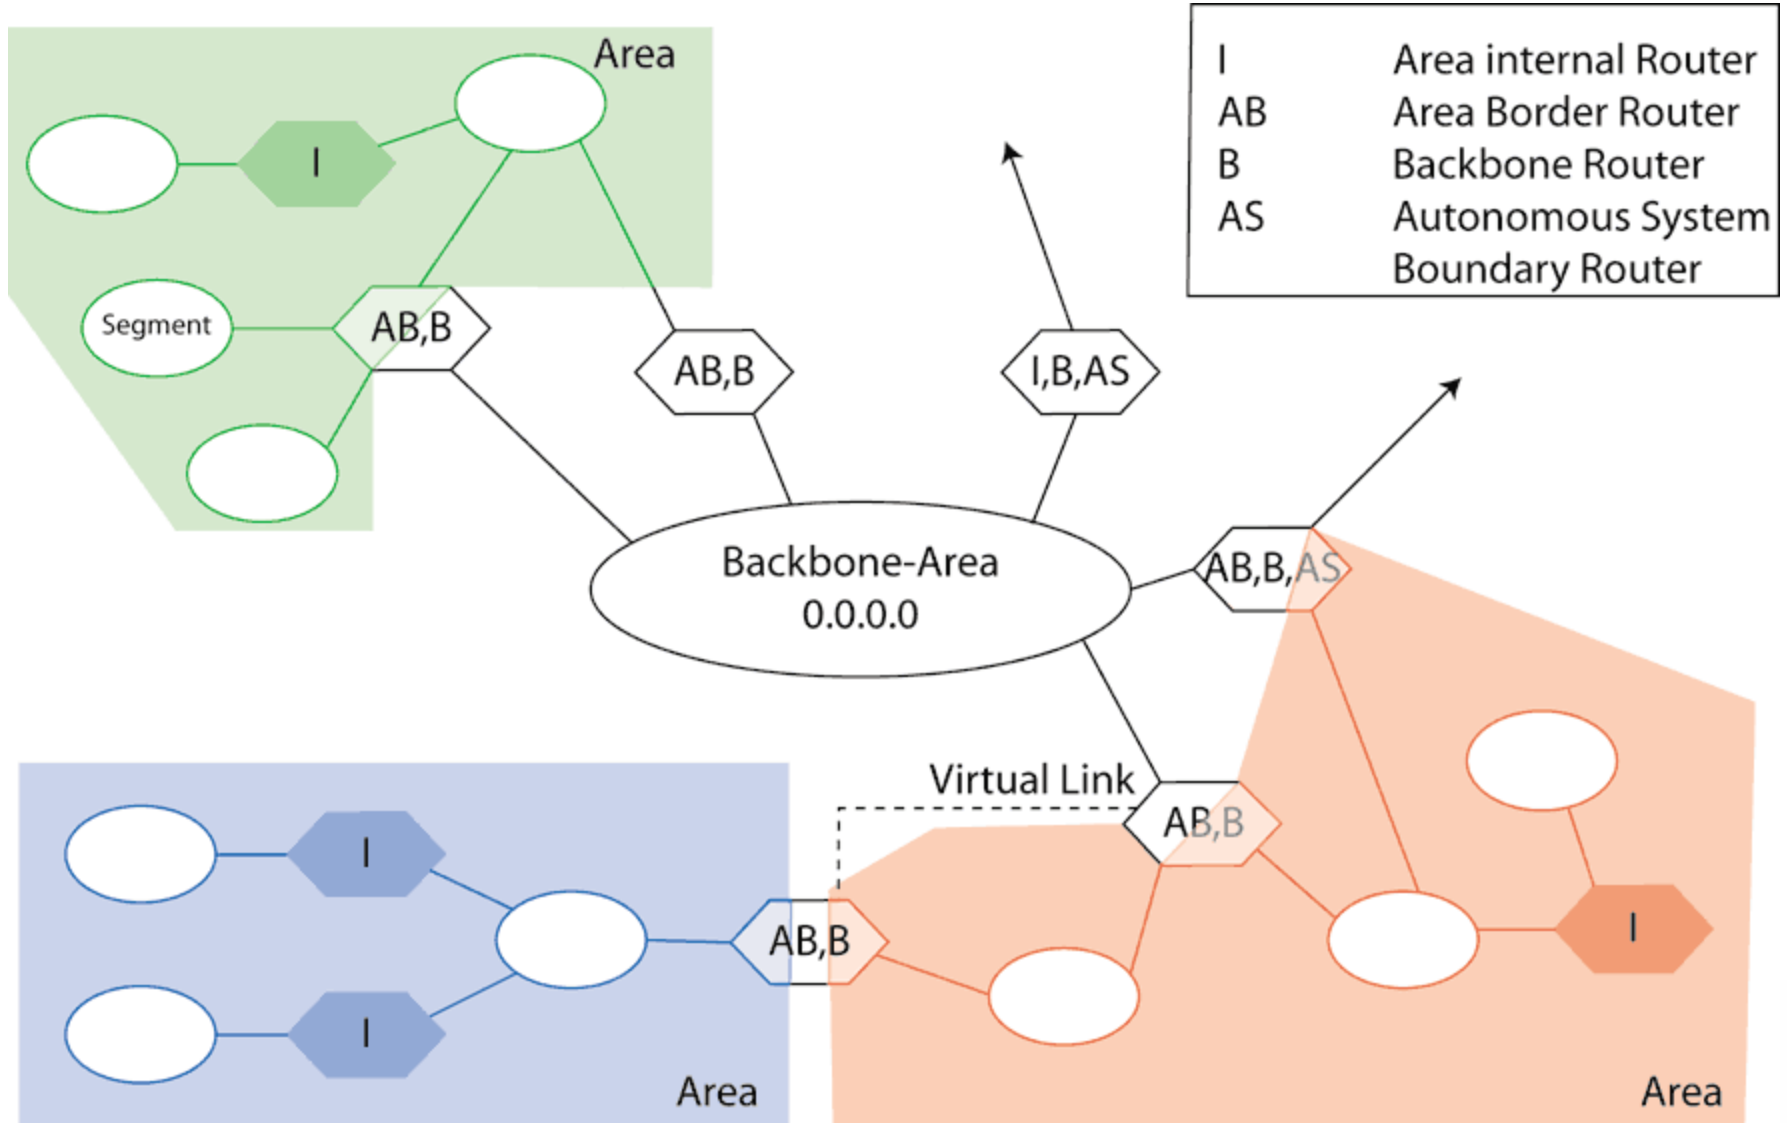 Area
I Area internal Router
AB Area Border Router
B Backbone Router
AS Autonomous System
Boundary Router
I
Segment
AB,B
AB,B
I,B,AS
Backbone-Area
0.0.0.0
AB,B,AS
Virtual Link
AB,B
I
AB,B
I
I
Area
Area